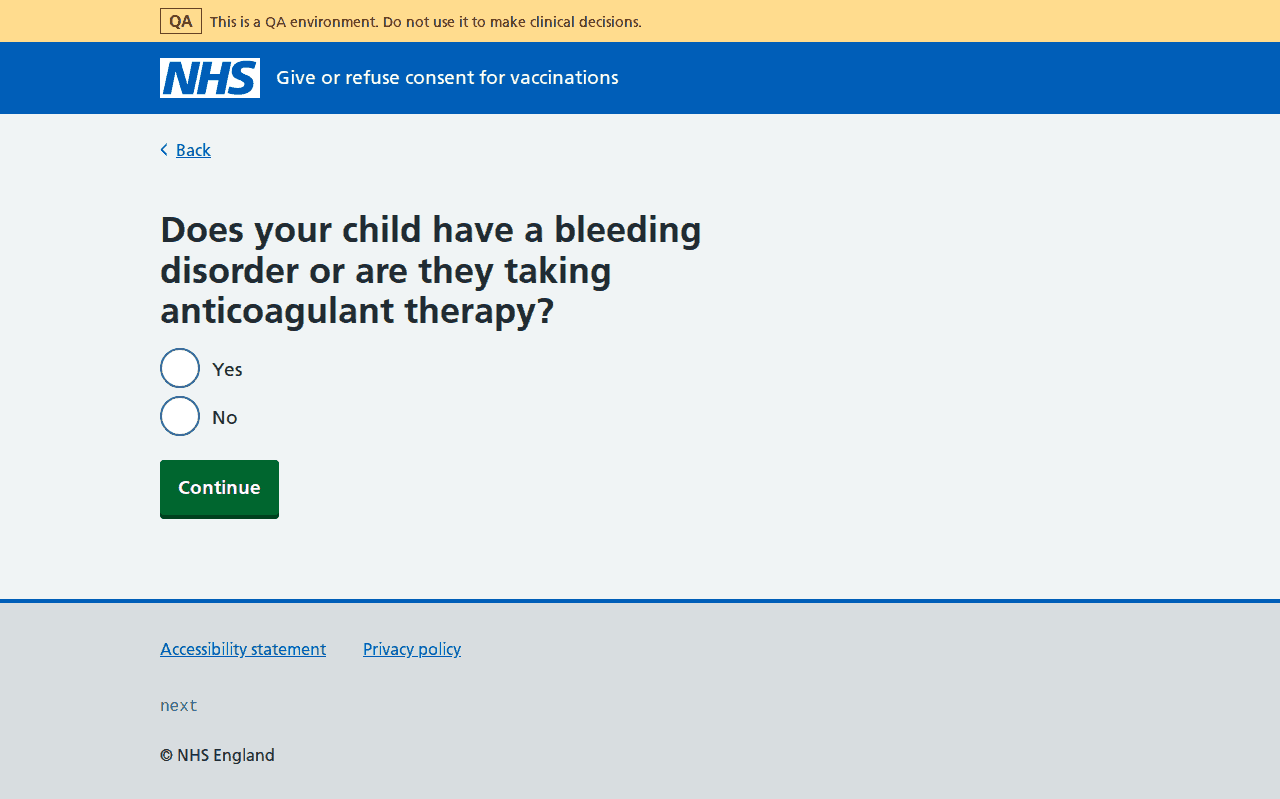 QA This is a QA environment. Do not use it to make clinical decisions.
NHS Give or refuse consent for vaccinations
Back
Does your child have a bleeding
disorder or are they taking
anticoagulant therapy?
Yes
No
Continue
Accessibility statement Privacy policy
next
© NHS England